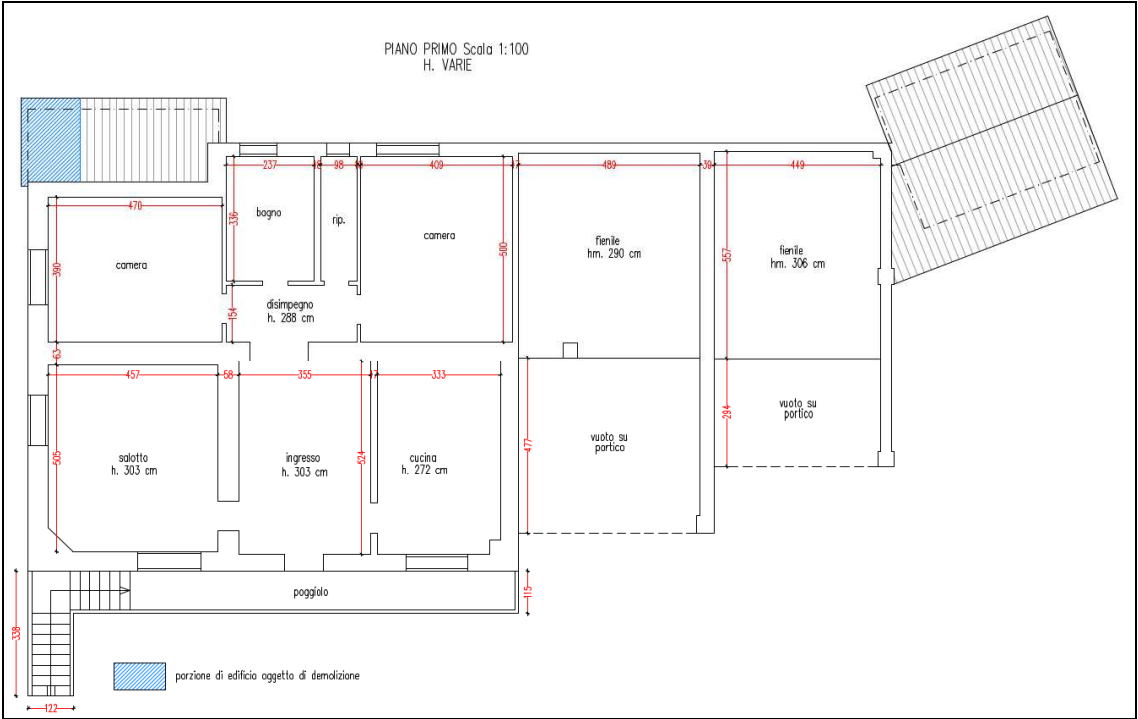 PIANO PRIMO Scala 1:100
H. VARIE
237
18
98
409
17
489
39
449
470
336
bagno
rip.
camera
500
fienile
hm. 290 cm
557
fienile
hm. 306 cm
camera
390
154
disimpegno
h. 288 cm
63
457
58
355
17
333
vuoto su
portico
294
salotto
h. 303 cm
505
ingresso
h. 303 cm
524
cucina
h. 272 cm
477
vuoto su
portico
poggiolo
115
338
porzione di edificio oggetto di demolizione
122